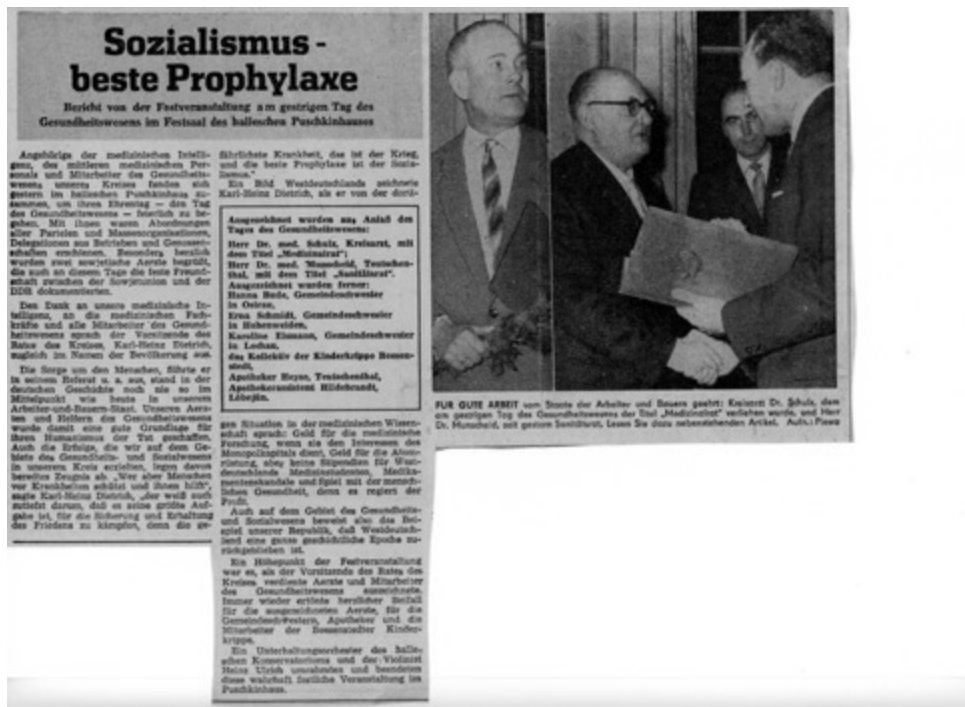 Sozialismus -
beste Prophylaxe
Bericht von der Festveranstaltung am gestrigen Tag des
Gesundheitswesens im Festsaal des halleschen Puschkinhauses
Angehörige der medizinischen Intelli-
genz, des mittleren medizinischen Per-
sonals und Mitarbeiter des Gesundheits-
wesens unseres Kreises fanden sich
gestern im halleschen Puschkinhaus zu-
sammen, um ihren Ehrentag — den Tag
des Gesundheitswesens — feierlich zu be-
gehen. Mit ihnen waren Abordnungen
aller Parteien und Massenorganisationen,
Delegationen aus Betrieben und Genossen-
schaften erschienen. Besonders herzlich
wurden zwei sowjetische Aerzte begrüßt,
die auch an diesem Tage die feste Freund-
schaft zwischen der Sowjetunion und der
DDR dokumentierten.
Den Dank an unsere medizinische In-
telligenz, an die medizinischen Fach-
kräfte und alle Mitarbeiter des Gesund-
heitswesens sprach der Vorsitzende des
Rates des Kreises, Karl-Heinz Dietrich,
zugleich im Namen der Bevölkerung aus.
Die Sorge um den Menschen, führte er
in seinem Referat u. a. aus, stand in der
deutschen Geschichte noch nie so im
Mittelpunkt wie heute in unserem
Arbeiter-und-Bauern-Staat. Unseren Aerz-
ten und Helfern des Gesundheitswesens
wurde damit eine gute Grundlage für
ihren Humanismus der Tat geschaffen.
Auch die Erfolge, die wir auf dem Ge-
biete des Gesundheits- und Sozialwesens
in unserem Kreis erzielten, legen davon
beredtes Zeugnis ab. „Wer aber Menschen
vor Krankheiten schützt und ihnen hilft",
sagte Karl-Heinz Dietrich, „der weiß auch
zutiefst darum, daß es seine größte Auf-
gabe ist, für die Sicherung und Erhaltung
des Friedens zu kämpfen, denn die ge-
fährlichste Krankheit, das ist der Krieg,
und die beste Prophylaxe ist der Sozia-
lismus."
Ein Bild Westdeutschlands zeichnete
Karl-Heinz Dietrich, als er von der dorti-
Ausgezeichnet wurden aus Anlaß des
Tages des Gesundheitswesens:
Herr Dr. med. Schulz, Kreisarzt, mit
dem Titel „Medizinalrat";
Herr Dr. med. Munscheid, Teutschen-
thal, mit dem Titel „Sanitätsrat".
Ausgezeichnet wurden ferner:
Hanna Bude, Gemeindeschwester
in
Erna Schmidt, Gemeindeschwester
in Hohenweiden,
Karoline Eismann, Gemeindeschwester
in Lochau,
das Kollektiv der Kinderkrippe Beesen-
stedt,
Apotheker Heyne, Teutschenthal,
Apothekerassistent Hildebrandt,
Löbejün.
gen Situation in der medizinischen Wissen-
schaft sprach: Geld für die medizinische
Forschung, wenn sie den Interessen des
Monopolkapitals dient, Geld für die Atom-
rüstung, aber keine Stipendien für West-
deutschlands Medizinstudenten, Medika-
mentenskandale und Spiel mit der mensch-
lichen Gesundheit, denn es regiert der
Profit.
Auch auf dem Gebiet des Gesundheits-
und Sozialwesens beweist also das Bei-
spiel unserer Republik, daß Westdeutsch-
land eine ganze geschichtliche Epoche zu-
rückgeblieben ist.
Ein Höhepunkt der Festveranstaltung
war es, als der Vorsitzende des Rates des
Kreises verdiente Aerzte und Mitarbeiter
des Gesundheitswesens auszeichnete.
Immer wieder ertönte herzlicher Beifall
für die ausgezeichneten Aerzte, für die
Gemeindeschwestern, Apotheker und die
Mitarbeiter der Beesenstedter Kinder-
krippe.
Ein Unterhaltungsorchester des halle-
schen Konservatoriums und der Violinist
Heinz Ulrich umrahmten und beendeten
diese wahrhaft festliche Veranstaltung im
Puschkinhaus.
FÜR GUTE ARBEIT vom Staate der Arbeiter und Bauern geehrt: Kreisarzt Dr. Schulz, dem
am gestrigen Tag des Gesundheitswesens der Titel „Medizinalrat" verliehen wurde, und Herr
Dr. Munscheid, seit gestern Sanitätsrat. Lesen Sie dazu nebenstehenden Artikel. Aufn.: Piewa